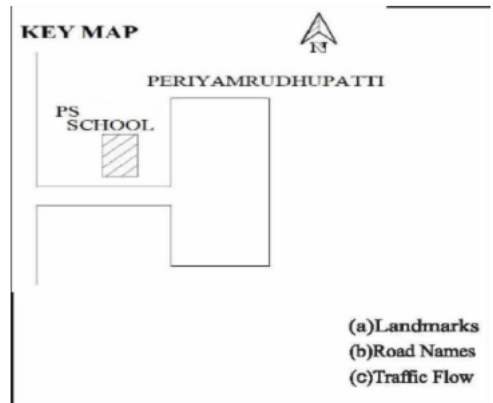 KEY MAP
N
PERIYAMRUDHUPATTI
PS
SCHOOL
(a)Landmarks
(b)Road Names
(c)Traffic Flow